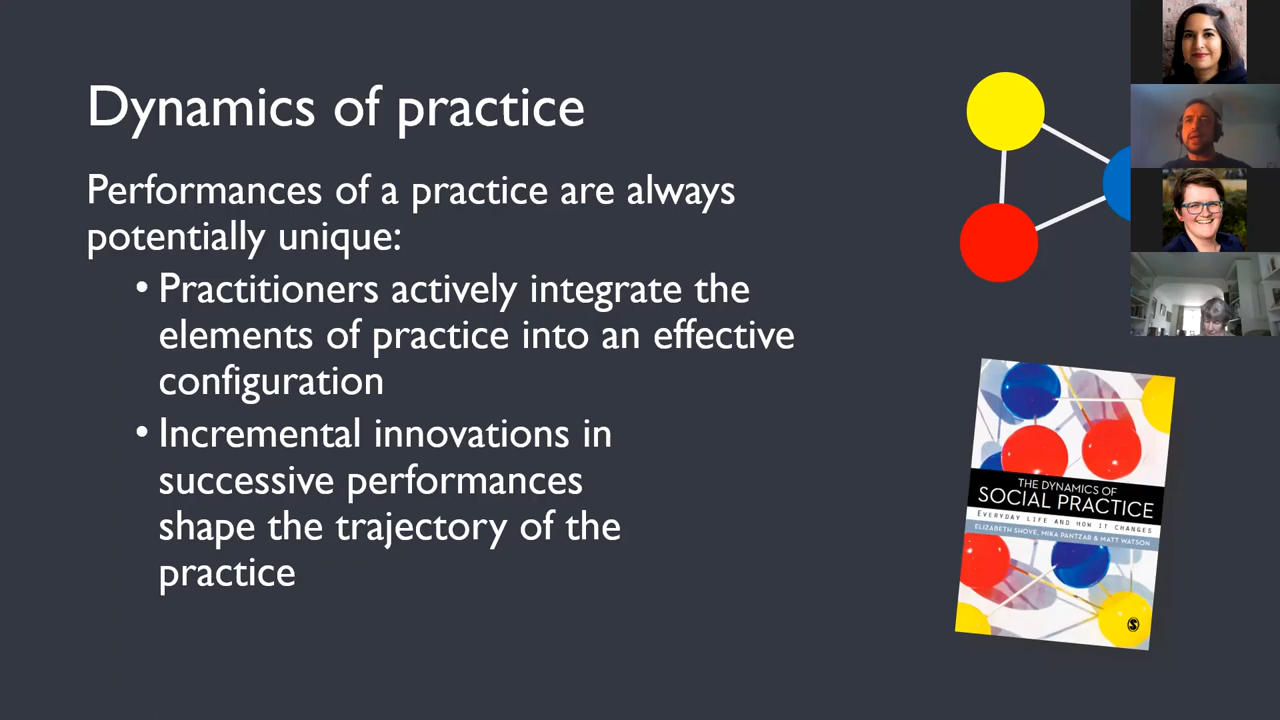 Dynamics of practice
Performances of a practice are always
potentially unique:
• Practitioners actively integrate the
elements of practice into an effective
configuration
• Incremental innovations in
successive performances
shape the trajectory of the
practice
THE DYNAMICS OF
SOCIAL PRACTICE
EVERYDAY LIFE AND HOW IT CHANGES
ELIZABETH SHOVE, MIKA PANTZAR & MATT WATSON